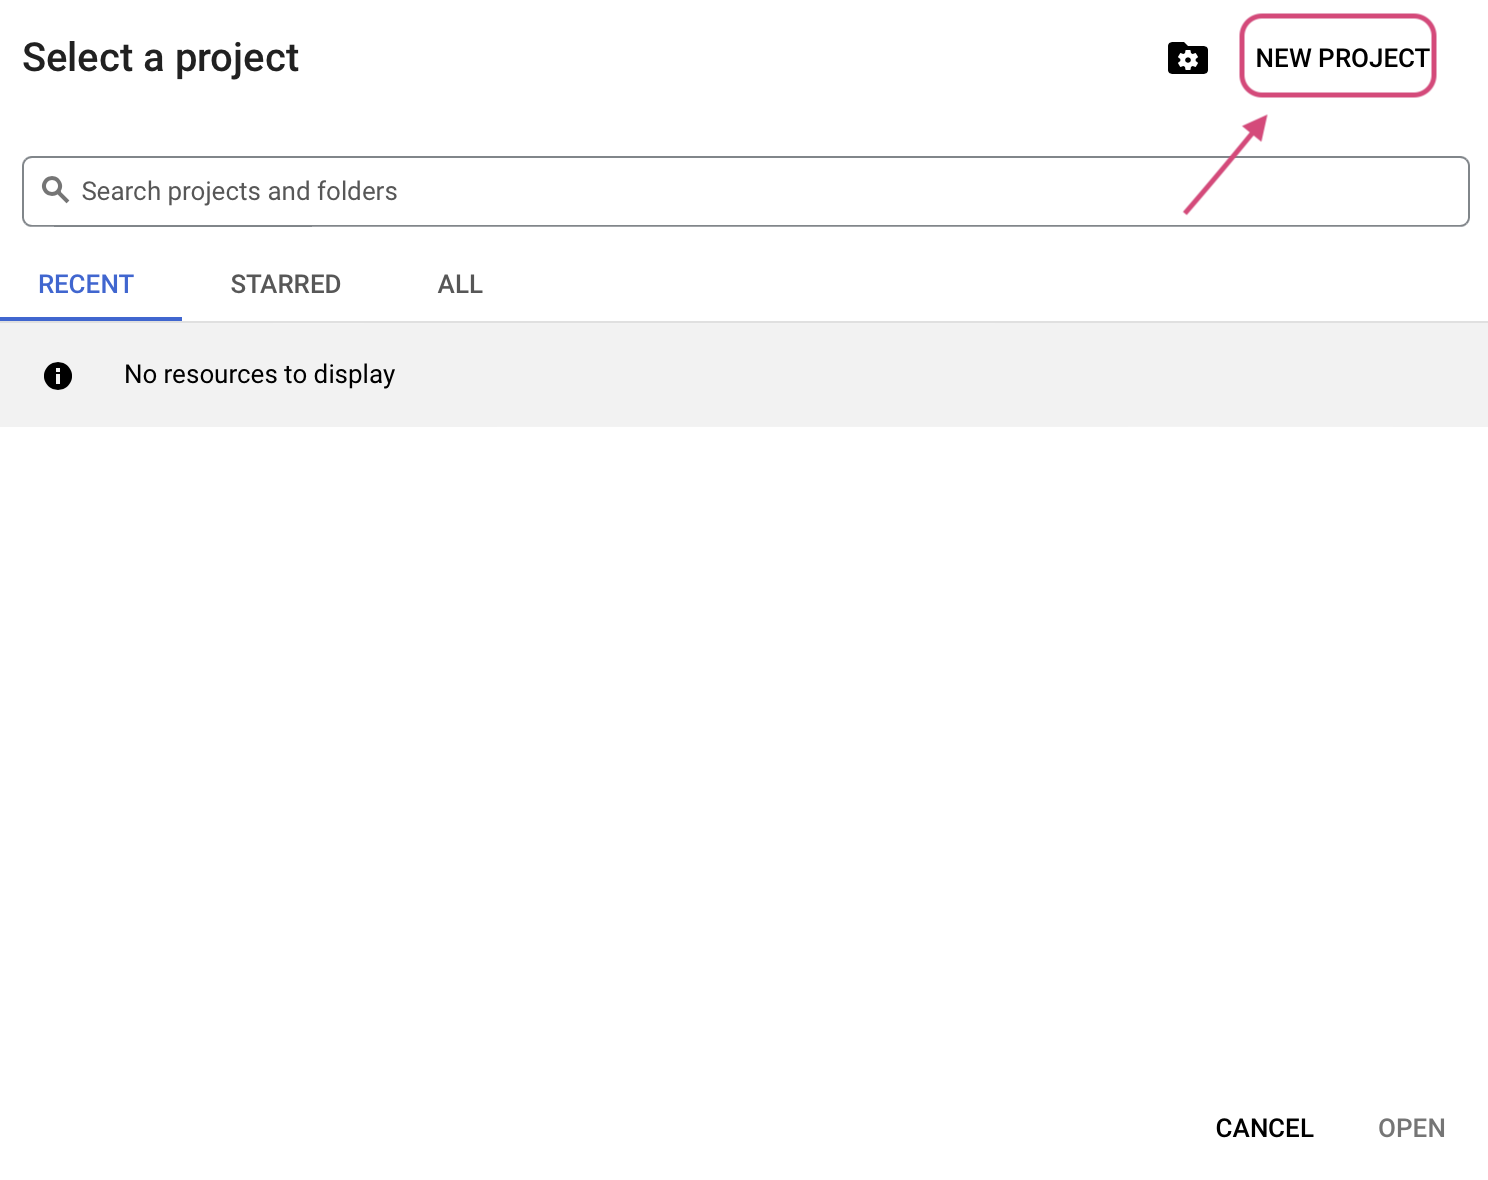 Select a project
NEW PROJECT
Search projects and folders
RECENT STARRED ALL
No resources to display
CANCEL OPEN